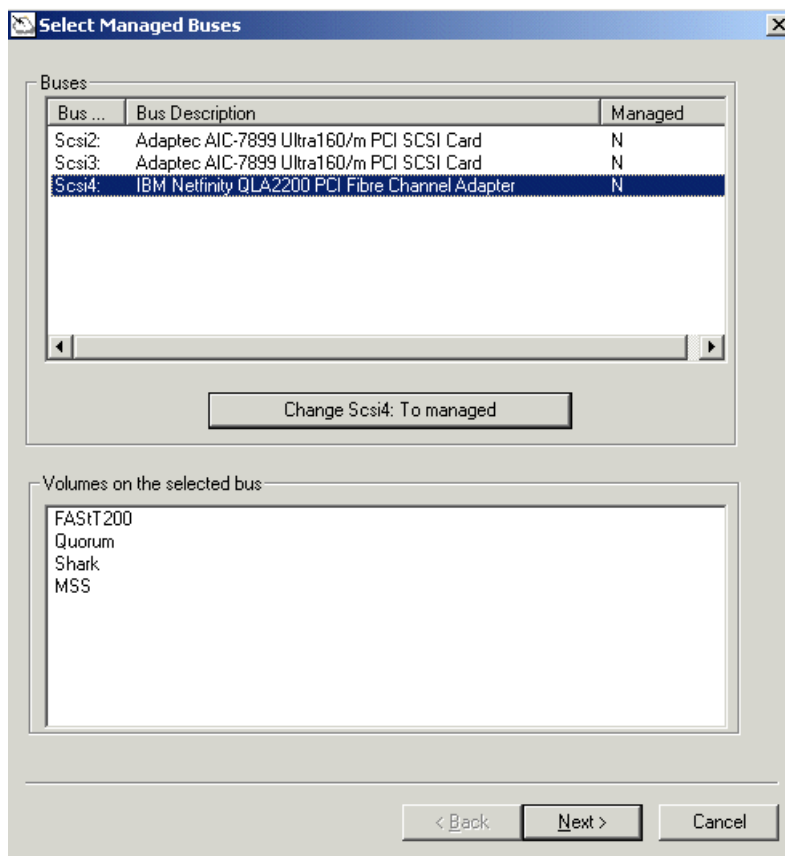 Select Managed Buses
Buses
Bus ... Bus Description Managed
Scsi2: Adaptec AIC-7899 Ultra160/m PCI SCSI Card N
Scsi3: Adaptec AIC-7899 Ultra160/m PCI SCSI Card N
Scsi4: IBM Netfinity QLA2200 PCI Fibre Channel Adapter N
Change Scsi4: To managed
Volumes on the selected bus
FAStT200
Quorum
Shark
MSS
< Back Next > Cancel